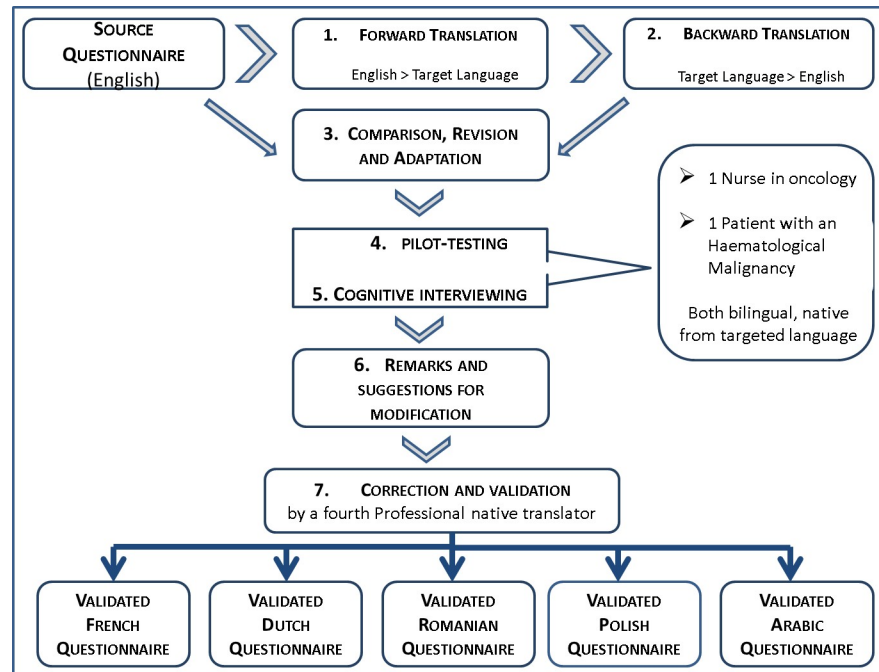 SOURCE
QUESTIONNAIRE
(English)
1. FORWARD TRANSLATION
English > Target Language
2. BACKWARD TRANSLATION
Target Language > English
3. COMPARISON, REVISION
AND ADAPTATION
4. PILOT-TESTING
5. COGNITIVE INTERVIEWING
➢ 1 Nurse in oncology
➢ 1 Patient with an
Haematological
Malignancy
Both bilingual, native
from targeted language
6. REMARKS AND
SUGGESTIONS FOR
MODIFICATION
7. CORRECTION AND VALIDATION
by a fourth Professional native translator
VALIDATED
FRENCH
QUESTIONNAIRE
VALIDATED
DUTCH
QUESTIONNAIRE
VALIDATED
ROMANIAN
QUESTIONNAIRE
VALIDATED
POLISH
QUESTIONNAIRE
VALIDATED
ARABIC
QUESTIONNAIRE